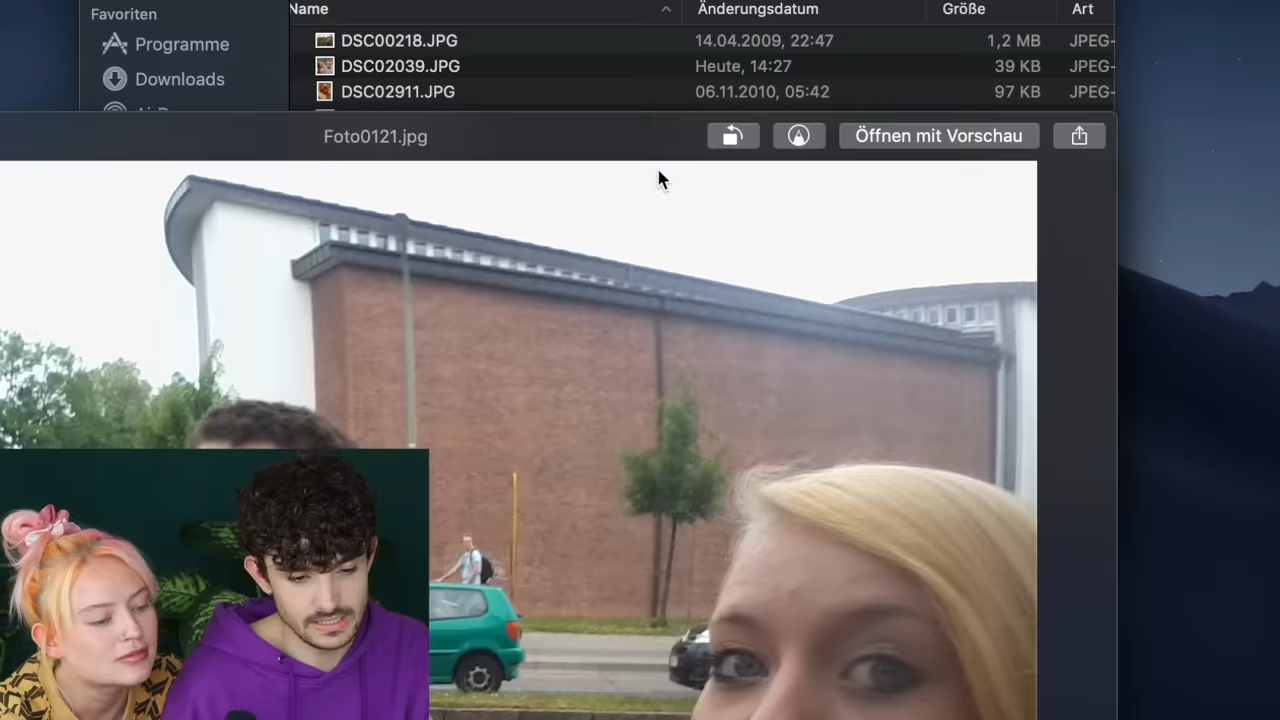 Favoriten
Name Änderungsdatum Größe Art
Programme
DSC00218.JPG 14.04.2009, 22:47 1,2 MB JPEG-
DSC02039.JPG Heute, 14:27 39 KB JPEG-
Downloads
DSC02911.JPG 06.11.2010, 05:42 97 KB JPEG-
Foto0121.jpg Öffnen mit Vorschau